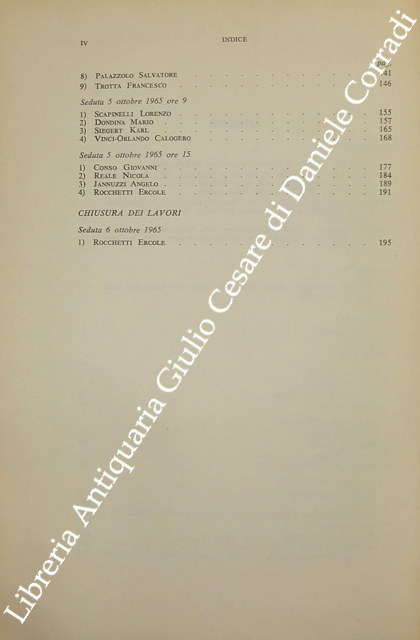 IV INDICE
pag.
8) PALAZZOLO SALVATORE . . . . . . . . . . . . 141
9) TROTTA FRANCESCO . . . . . . . . . . . . 146
Seduta 5 ottobre 1965 ore 9
1) SCAPINELLI LORENZO . . . . . . . . . . . . 155
2) DONDINA MARIO . . . . . . . . . . . . 157
3) SIEGERT KARL . . . . . . . . . . . . 165
4) VINCI-ORLANDO CALOGERO . . . . . . . . . . . 168
Seduta 5 ottobre 1965 ore 15
1) CONSO GIOVANNI . . . . . . . . . . . . 177
2) REALE NICOLA . . . . . . . . . . . . 184
3) JANNUZZI ANGELO . . . . . . . . . . . . 189
4) ROCCHETTI ERCOLE . . . . . . . . . . . . 191
CHIUSURA DEI LAVORI
Seduta 6 ottobre 1965
1) ROCCHETTI ERCOLE . . . . . . . . . . . . 195
Libreria Antiquaria Giulio Cesare di Daniele Corradi